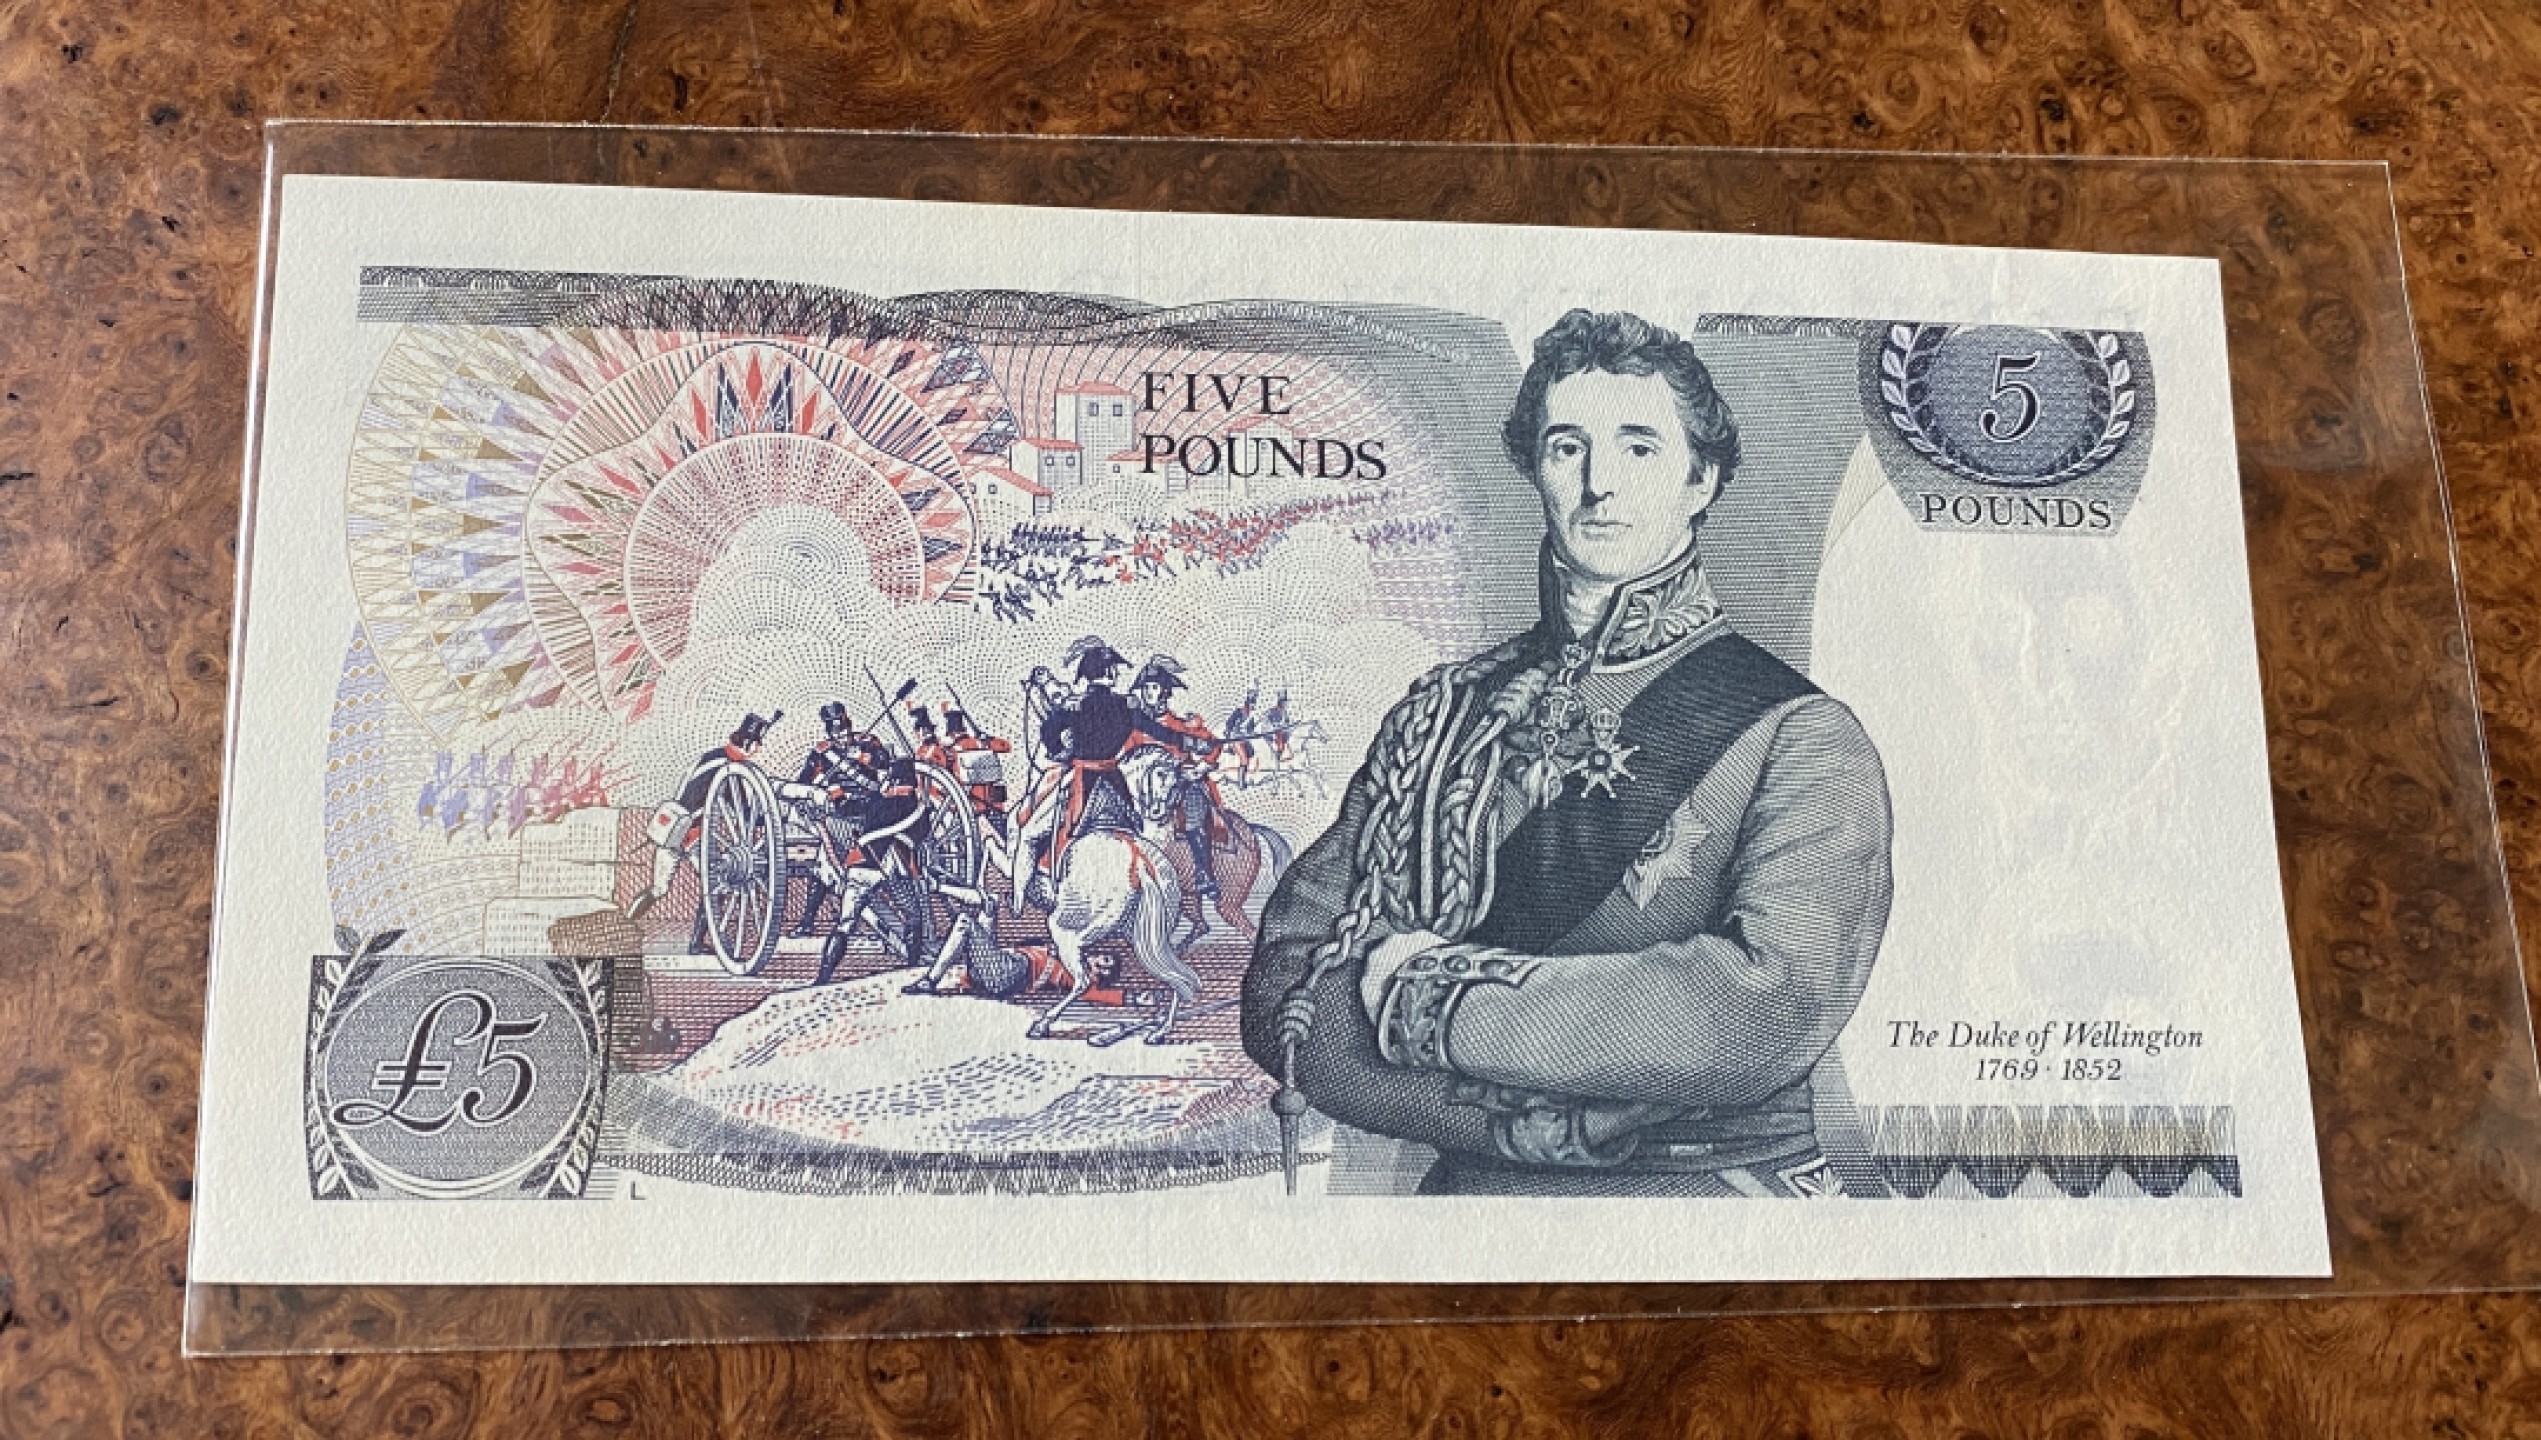 FIVE
POUNDS
5
POUNDS
The Duke of Wellington
1769 · 1852
£5
L